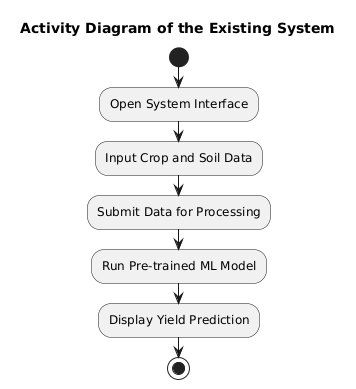 Activity Diagram of the Existing System
Open System Interface
Input Crop and Soil Data
Submit Data for Processing
Run Pre-trained ML Model
Display Yield Prediction